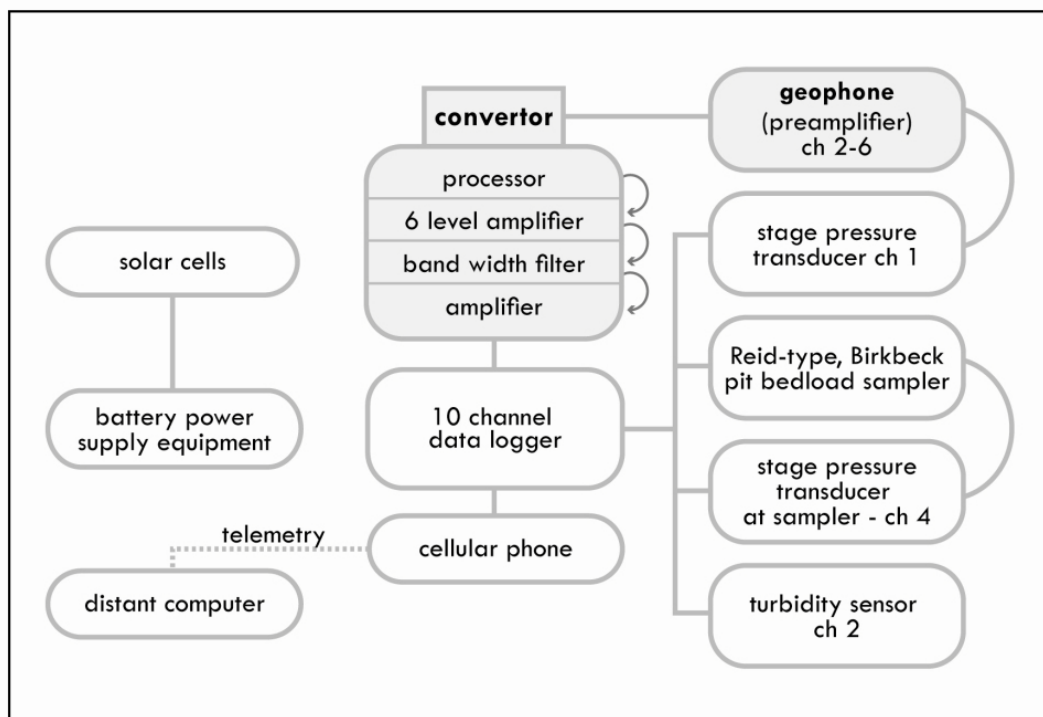 convertor
processor
6 level amplifier
band width filter
amplifier
geophone
(preamplifier)
ch 2-6
stage pressure
transducer ch 1
solar cells
battery power
supply equipment
10 channel
data logger
Reid-type, Birkbeck
pit bedload sampler
stage pressure
transducer
at sampler - ch 4
telemetry
cellular phone
distant computer
turbidity sensor
ch 2